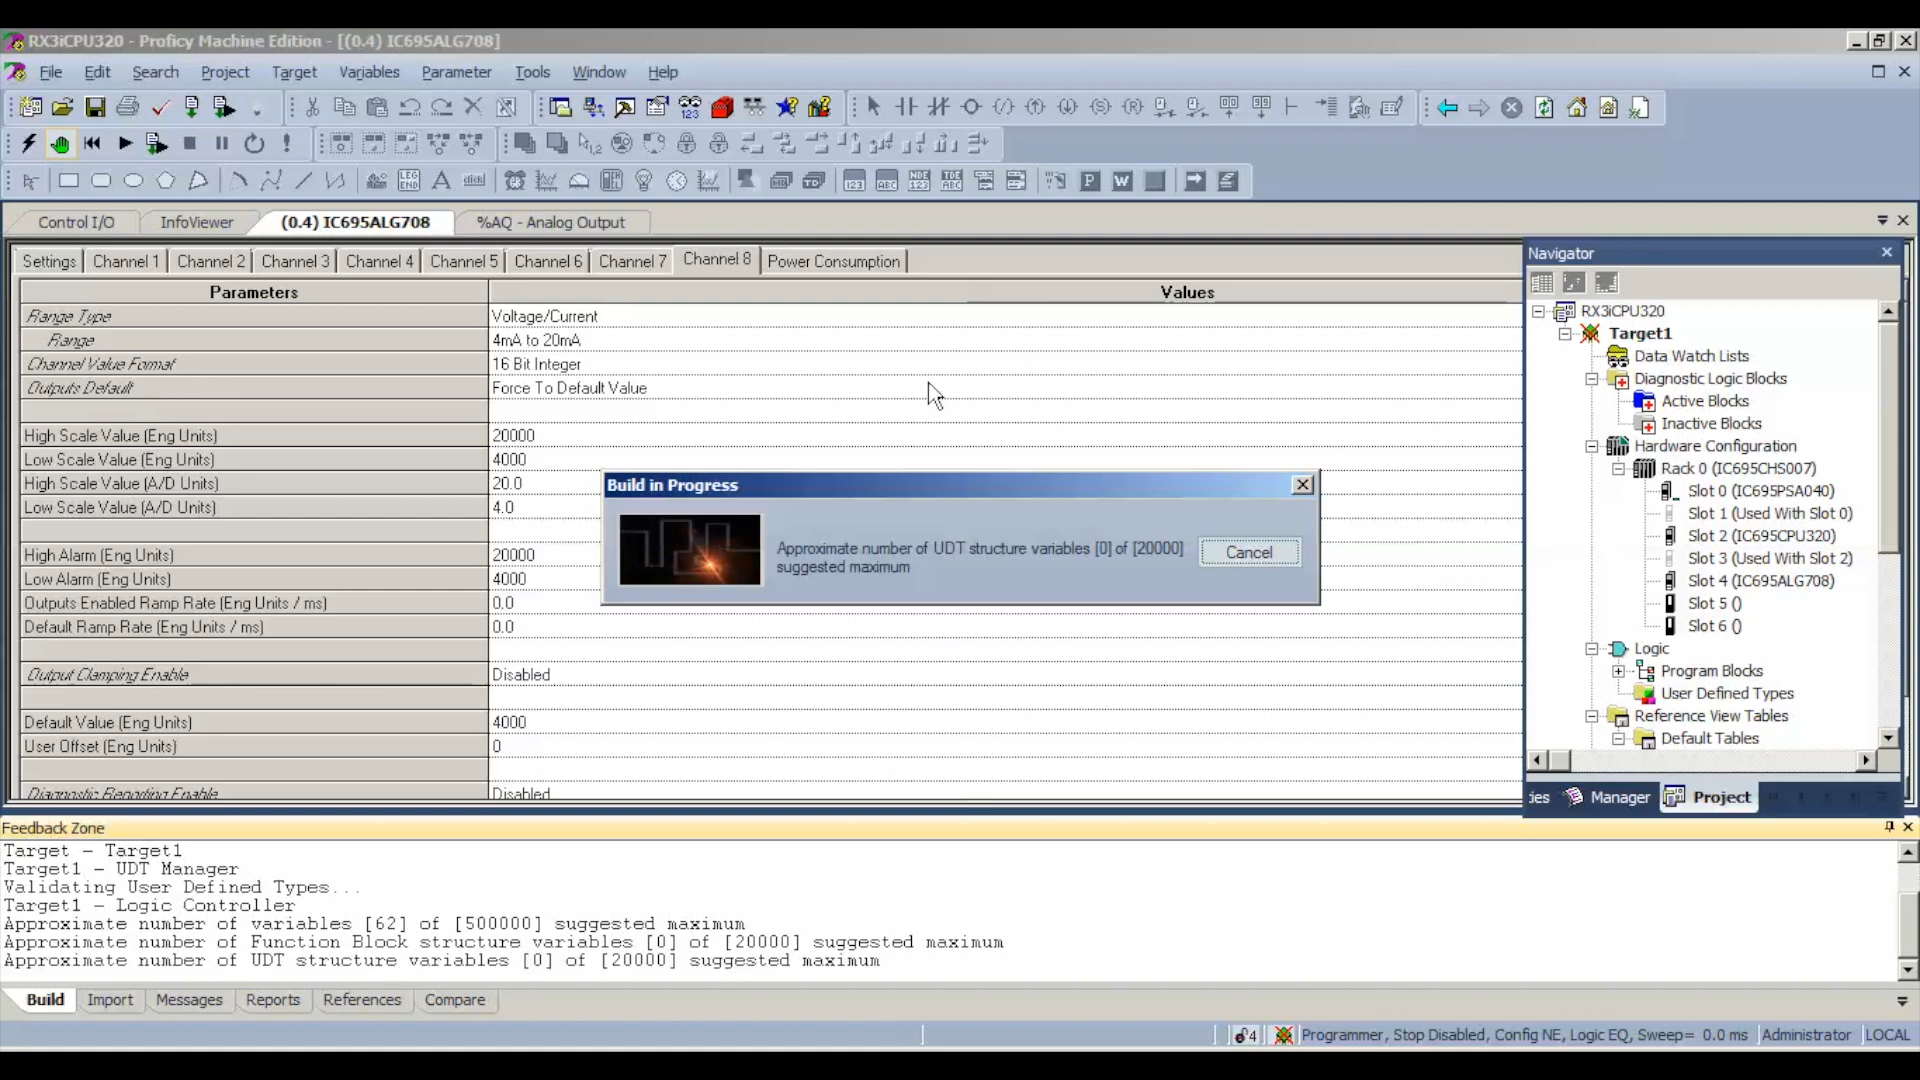 RX3iCPU320 - Proficy Machine Edition - [(0.4) IC695ALG708]
File Edit Search Project Target Variables Parameter Tools Window Help
Control I/O InfoViewer (0.4) IC695ALG708 %AQ - Analog Output
Settings Channel 1 Channel 2 Channel 3 Channel 4 Channel 5 Channel 6 Channel 7 Channel 8 Power Consumption
Parameters Values
Range Type Voltage/Current
Range 4mA to 20mA
Channel Value Format 16 Bit Integer
Outputs Default Force To Default Value
High Scale Value (Eng Units) 20000
Low Scale Value (Eng Units) 4000
High Scale Value (A/D Units) 20.0
Low Scale Value (A/D Units) 4.0
High Alarm (Eng Units) 20000
Low Alarm (Eng Units) 4000
Outputs Enabled Ramp Rate (Eng Units / ms) 0.0
Default Ramp Rate (Eng Units / ms) 0.0
Output Clamping Enable Disabled
Default Value (Eng Units) 4000
User Offset (Eng Units) 0
Diagnostic Reporting Enable Disabled
Build in Progress
Approximate number of UDT structure variables [0] of [20000]
suggested maximum
Cancel
Navigator
RX3iCPU320
Target1
Data Watch Lists
Diagnostic Logic Blocks
Active Blocks
Inactive Blocks
Hardware Configuration
Rack 0 (IC695CHS007)
Slot 0 (IC695PSA040)
Slot 1 (Used With Slot 0)
Slot 2 (IC695CPU320)
Slot 3 (Used With Slot 2)
Slot 4 (IC695ALG708)
Slot 5 ()
Slot 6 ()
Logic
Program Blocks
User Defined Types
Reference View Tables
Default Tables
ties Manager Project
Feedback Zone
Target - Target1
Target1 - UDT Manager
Validating User Defined Types...
Target1 - Logic Controller
Approximate number of variables [62] of [500000] suggested maximum
Approximate number of Function Block structure variables [0] of [20000] suggested maximum
Approximate number of UDT structure variables [0] of [20000] suggested maximum
Build Import Messages Reports References Compare
4 Programmer, Stop Disabled, Config NE, Logic EQ, Sweep= 0.0 ms Administrator LOCAL